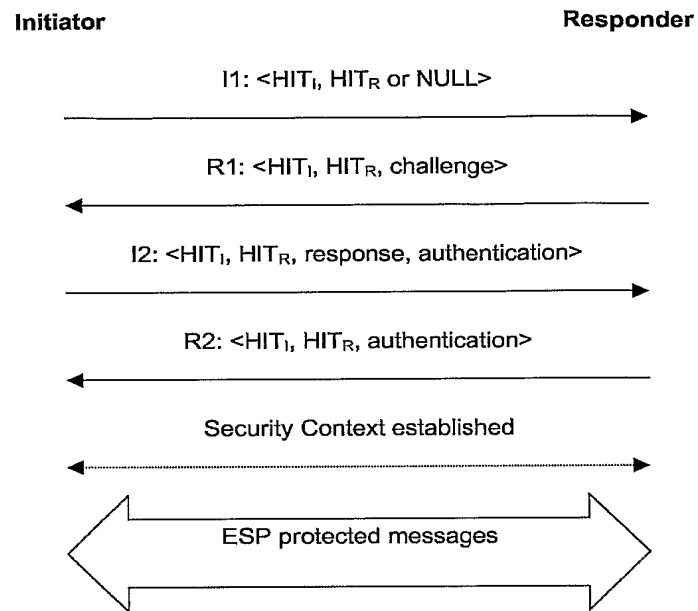 Initiator Responder
I1: <HITI, HITR or NULL>
R1: <HITI, HITR, challenge>
I2: <HITI, HITR, response, authentication>
R2: <HITI, HITR, authentication>
Security Context established
ESP protected messages